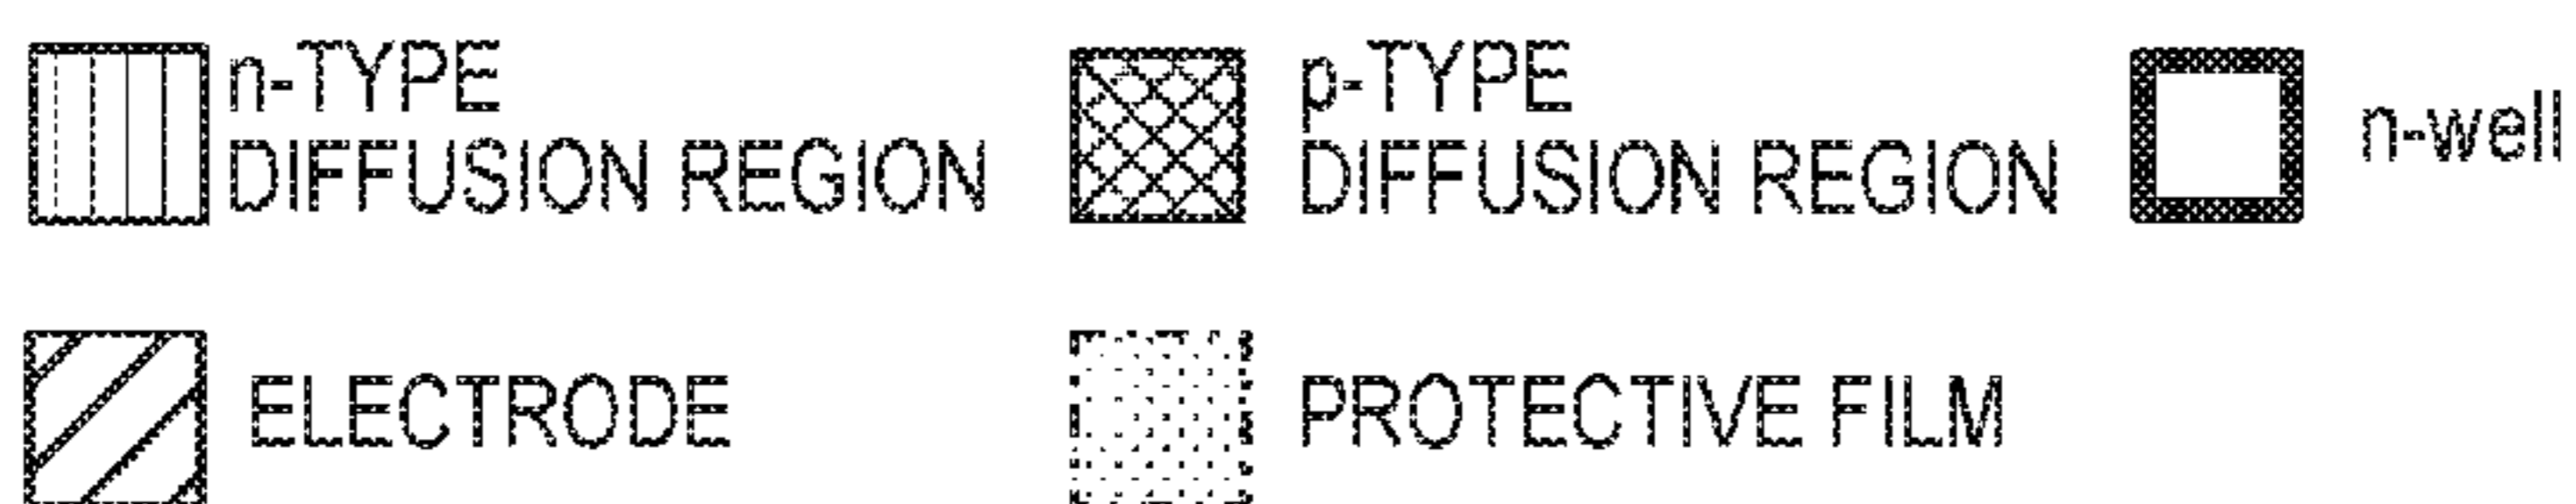 n-TYPE
DIFFUSION REGION
p-TYPE
DIFFUSION REGION
n-well
ELECTRODE
PROTECTIVE FILM